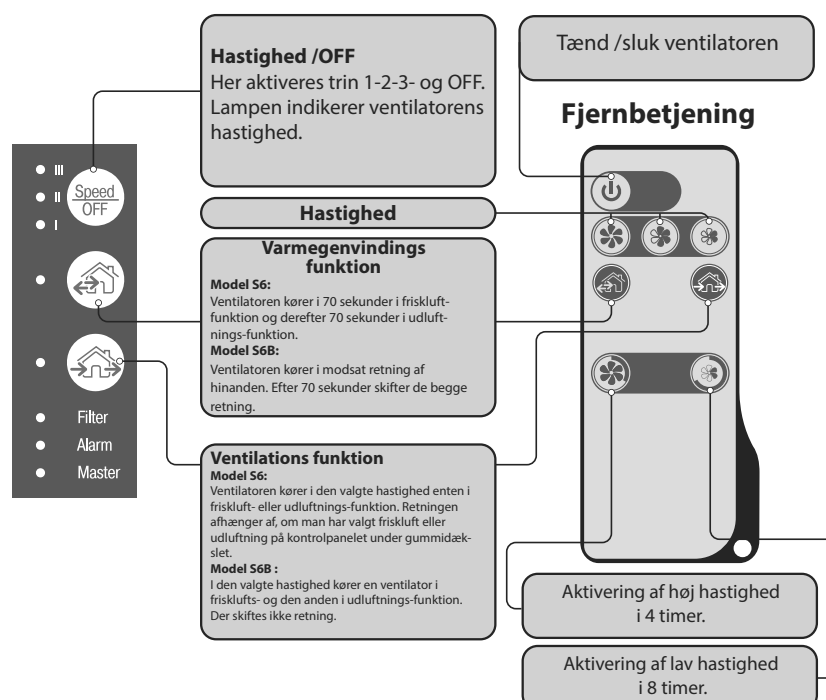 Hastighed /OFF
Her aktiveres trin 1-2-3- og OFF.
Lampen indikerer ventilatorens
hastighed.
Tænd /sluk ventilatoren
Fjernbetjening
III
II
I
Speed
OFF
Filter
Alarm
Master
Hastighed
Varmegenvindings
funktion
Model S6:
Ventilatoren kører i 70 sekunder i friskluft-
funktion og derefter 70 sekunder i udluft-
nings-funktion.
Model S6B:
Ventilatoren kører i modsat retning af
hinanden. Efter 70 sekunder skifter de begge
retning.
Ventilations funktion
Model S6:
Ventilatoren kører i den valgte hastighed enten i
friskluft- eller udluftnings-funktion. Retningen
afhænger af, om man har valgt friskluft eller
udluftning på kontrolpanelet under gummidæk-
slet.
Model S6B :
I den valgte hastighed kører en ventilator i
frisklufts- og den anden i udluftnings-funktion.
Der skiftes ikke retning.
Aktivering af høj hastighed
i 4 timer.
Aktivering af lav hastighed
i 8 timer.